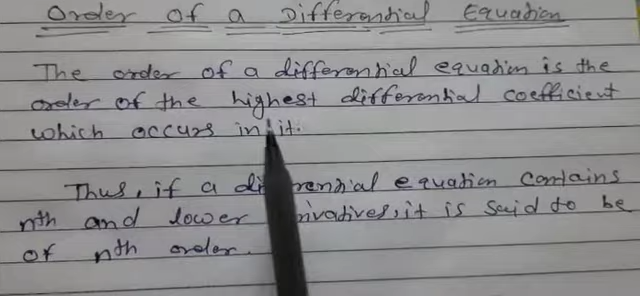 Order of a Differential Equation
The order of a differential equation is the
order of the highest differential coefficient
which occurs in it.
Thus, if a differential equation contains
nth and lower it is said to be
of nth order.